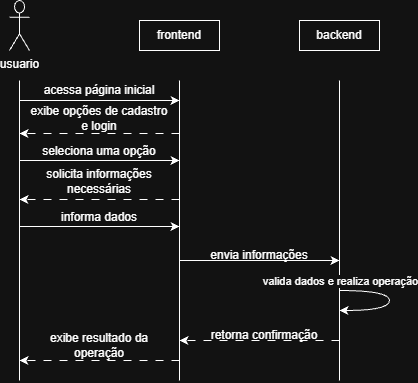 frontend
backend
usuario
acessa página inicial
exibe opções de cadastro
e login
seleciona uma opção
solicita informações
necessárias
informa dados
envia informações
valida dados e realiza operação
retorna confirmação
exibe resultado da
operação